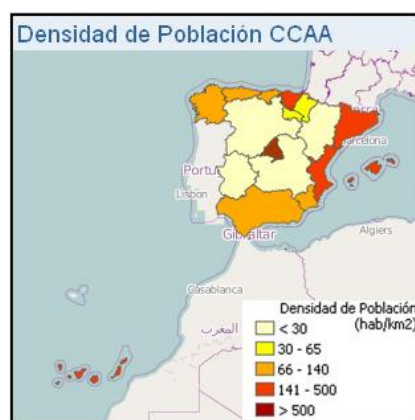 Densidad de Población CCAA
Barcelona
Portu
Lisbon
Gibraltar
Algiers
Casablanca
المغرب
Densidad de Población
(hab/km2)
< 30
30 - 65
66 - 140
141 - 500
> 500